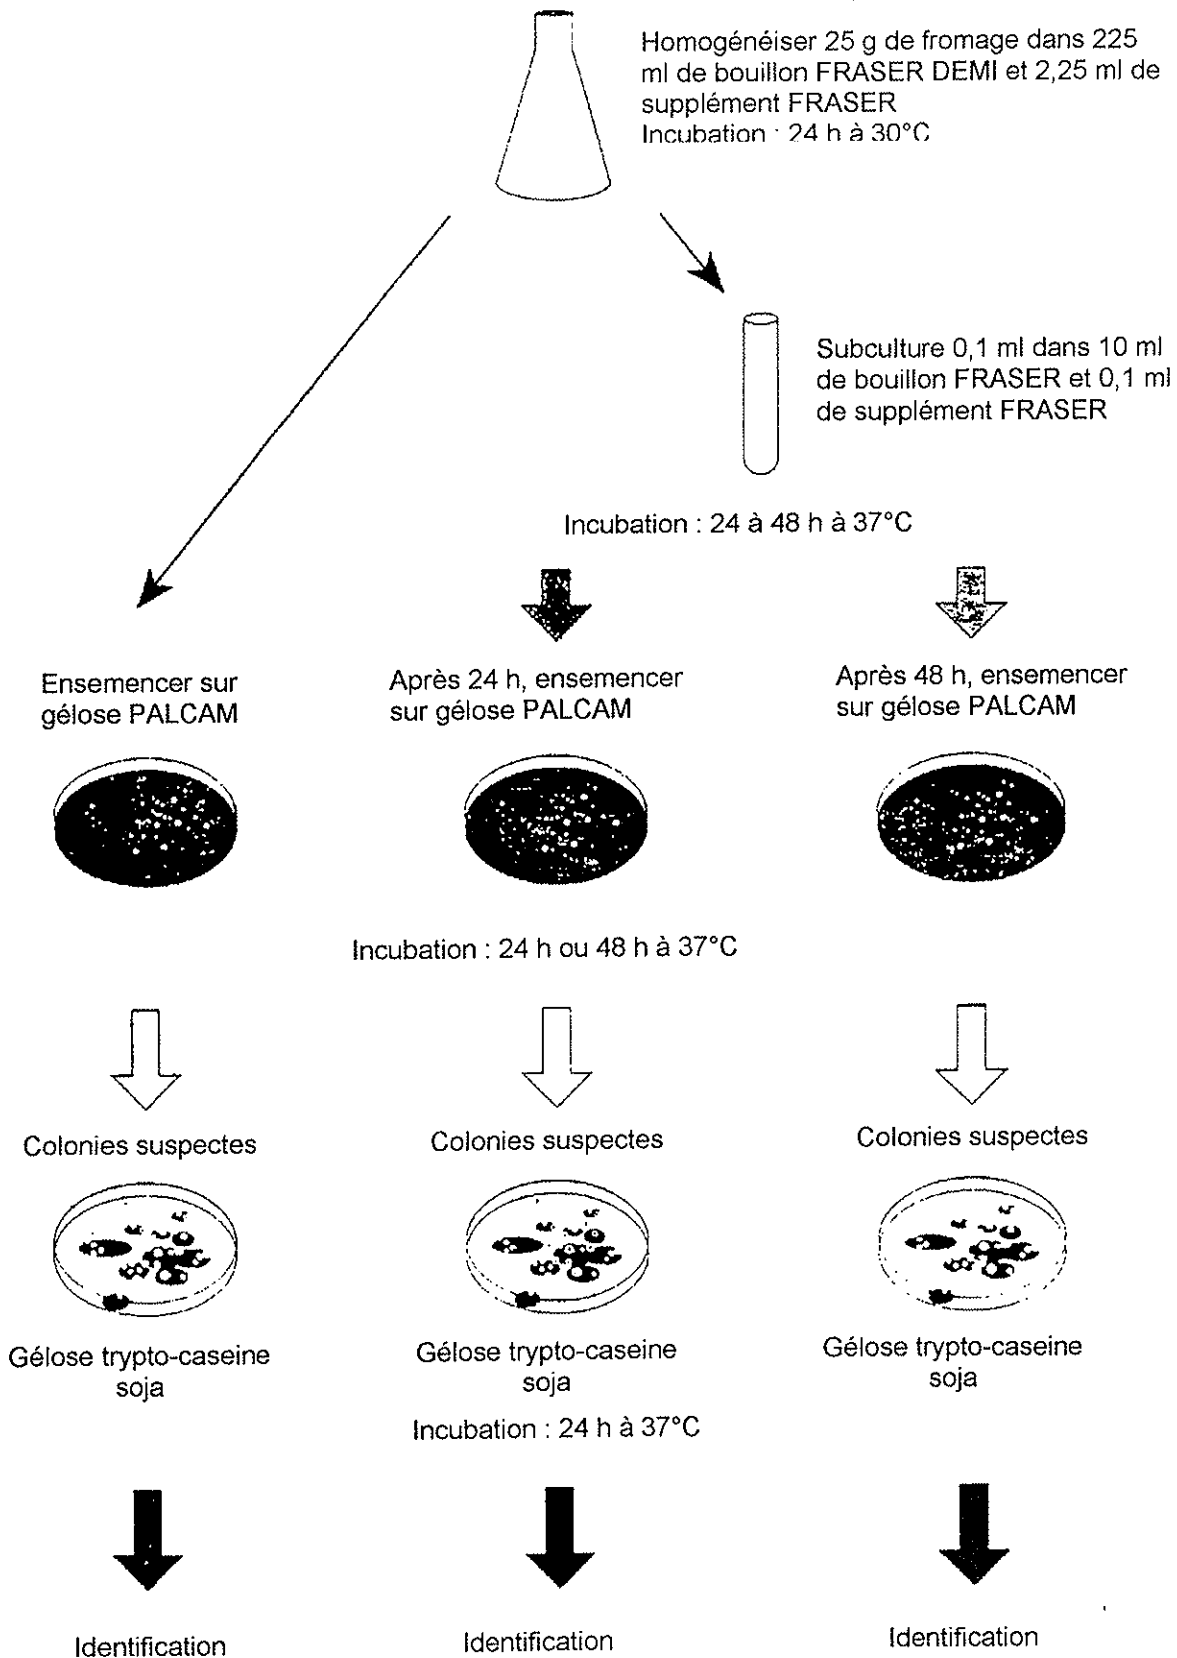 Homogénéiser 25 g de fromage dans 225
ml de bouillon FRASER DEMI et 2,25 ml de
supplément FRASER
Incubation : 24 h à 30°C
Subculture 0,1 ml dans 10 ml
de bouillon FRASER et 0,1 ml
de supplément FRASER
Incubation : 24 à 48 h à 37°C
Ensemencer sur
gélose PALCAM
Après 24 h, ensemencer
sur gélose PALCAM
Après 48 h, ensemencer
sur gélose PALCAM
Incubation : 24 h ou 48 h à 37°C
Colonies suspectes
Colonies suspectes
Colonies suspectes
Gélose trypto-caseine
soja
Gélose trypto-caseine
soja
Gélose trypto-caseine
soja
Incubation : 24 h à 37°C
Identification
Identification
Identification